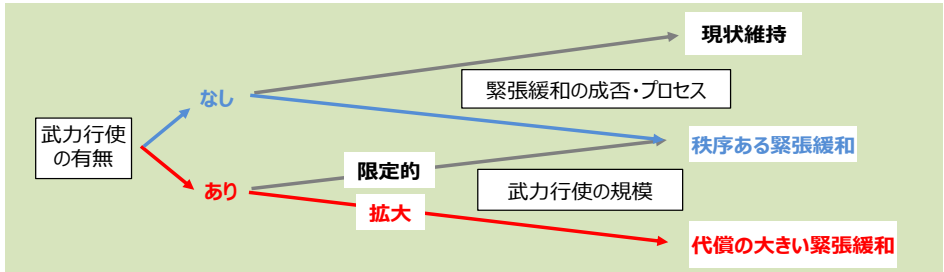 現状維持
緊張緩和の成否・プロセス
なし
武力行使
の有無
秩序ある緊張緩和
限定的
あり
武力行使の規模
拡大
代償の大きい緊張緩和